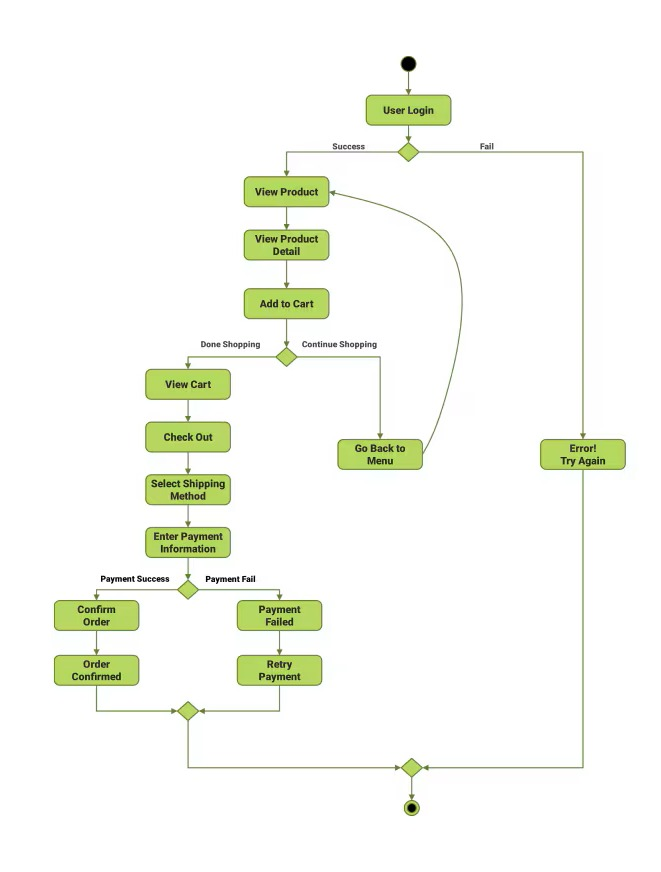 User Login
Success
Fail
View Product
View Product
Detail
Add to Cart
Done Shopping
Continue Shopping
View Cart
Check Out
Go Back to
Menu
Error!
Try Again
Select Shipping
Method
Enter Payment
Information
Payment Success
Payment Fail
Confirm
Order
Payment
Failed
Order
Confirmed
Retry
Payment